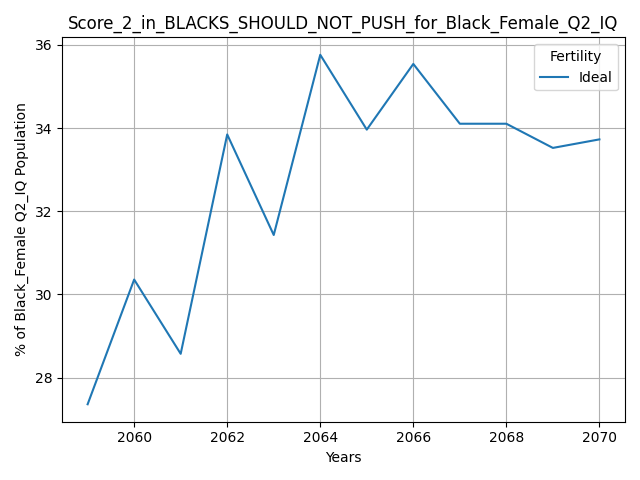 Score_2_in_BLACKS_SHOULD_NOT_PUSH_for_Black_Female_Q2_IQ
Fertility
Ideal
% of Black_Female Q2_IQ Population
36
34
32
30
28
2060
2062
2064
2066
2068
2070
Years